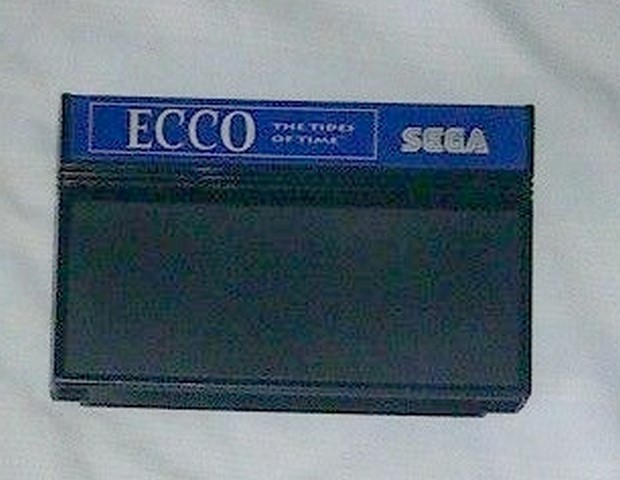 ECCO
THE TIDES
OF TIME
SEGA